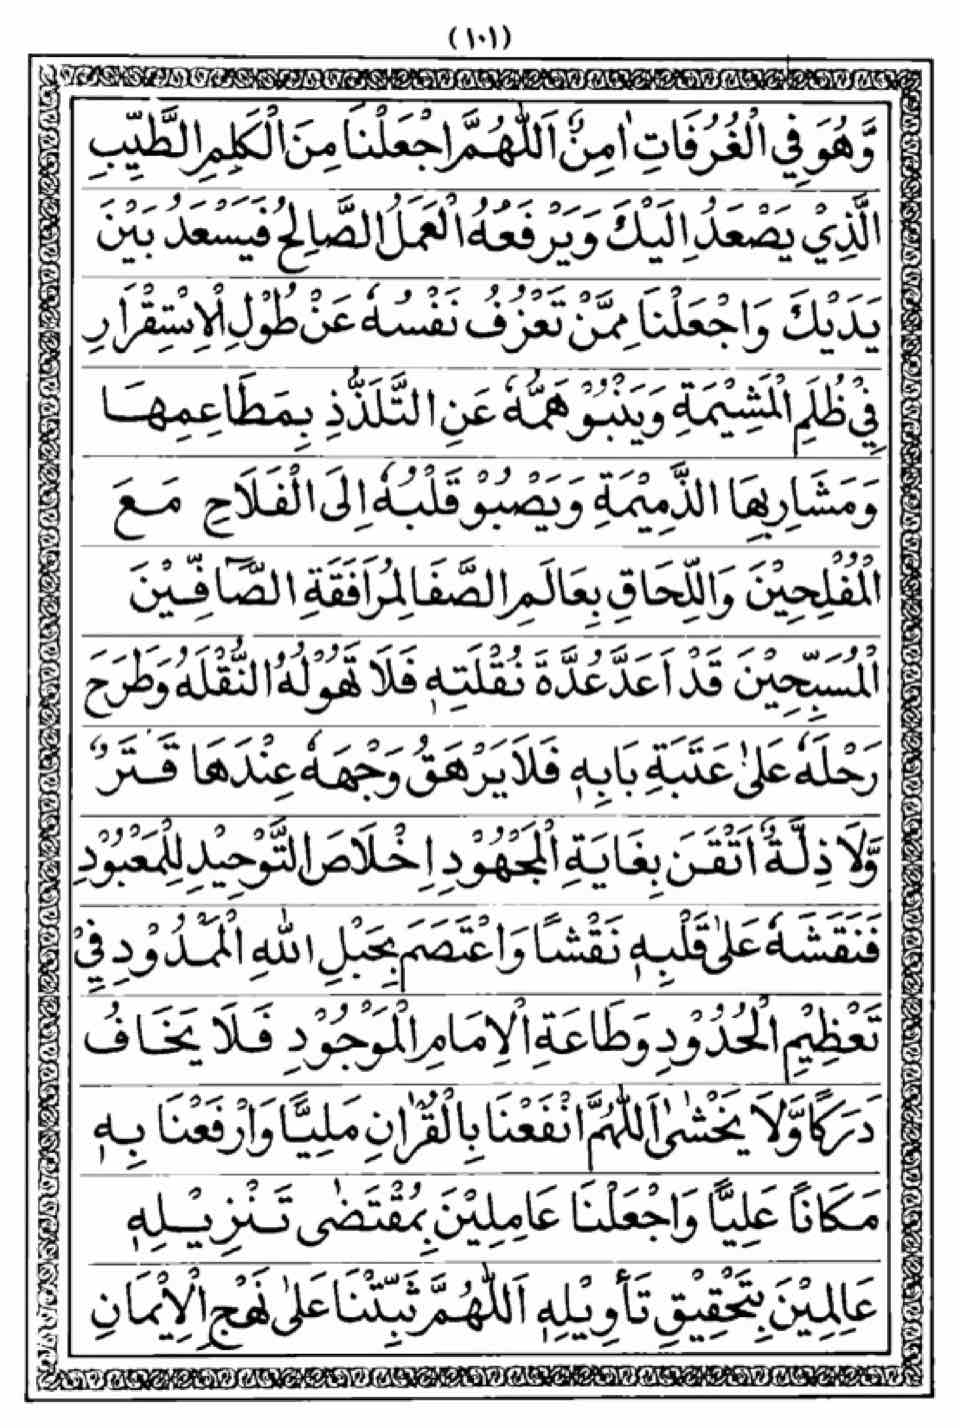 (۱۰۱)
وَّهُوَ فِي الْغُرُفَاتِ اٰمِنٌ اَللّٰهُمَّ اجْعَلْنَا مِنَ الْكَلِمِ الطَّيِّبِ
الَّذِيْ يَصْعَدُ اِلَيْكَ وَيَرْفَعُهُ الْعَمَلُ الصَّالِحُ فَيَسْعَدُ بَيْنَ
يَدَيْكَ وَاجْعَلْنَا مِمَّنْ تَعْزُفُ نَفْسُهٗ عَنْ طُوْلِ الْاِسْتِقْرَارِ
فِيْ ظُلَمِ الْمَشِيْمَةِ وَيَنْبُوْ هَمُّهٗ عَنِ التَّلَذُّذِ بِمَطَاعِمِهَا
وَمَشَارِبِهَا الذَّمِيْمَةِ وَيَصْبُوْ قَلْبُهٗ اِلَى الْفَلَاحِ مَعَ
الْمُفْلِحِيْنَ وَاللِّحَاقِ بِعَالَمِ الصَّفَا لِمُرَافَقَةِ الصَّآفِّيْنَ
الْمُسَبِّحِيْنَ قَدْ اَعَدَّ عُدَّةَ نُقْلَتِهٖ فَلَا تَهُوْلُهُ النُّقْلَهُ وَطَرَحَ
رَحْلَهٗ عَلٰى عَتَبَةِ بَابِهٖ فَلَا يَرْهَقُ وَجْهَهٗ عِنْدَهَا قَتَرٌ
وَّلَا ذِلَّةٌ اَتْقَنَ بِغَايَةِ الْمَجْهُوْدِ اِخْلَاصَ التَّوْحِيْدِ لِلْمَعْبُوْدِ
فَنَقَشَهٗ عَلٰى قَلْبِهٖ نَقْشًا وَاعْتَصَمَ بِحَبْلِ اللّٰهِ الْمَمْدُوْدِ فِيْ
تَعْظِيْمِ الْحُدُوْدِ وَطَاعَةِ الْاِمَامِ الْمَوْجُوْدِ فَلَا يَخَافُ
دَرَكًا وَّلَا يَخْشٰى اَللّٰهُمَّ انْفَعْنَا بِالْقُرْاٰنِ مَلِيًّا وَارْفَعْنَا بِهٖ
مَكَانًا عَلِيًّا وَاجْعَلْنَا عَامِلِيْنَ بِمُقْتَضٰى تَنْزِيْلِهٖ
عَالِمِيْنَ بِتَحْقِيْقِ تَأْوِيْلِهٖ اَللّٰهُمَّ ثَبِّتْنَا عَلٰى نَهْجِ الْاِيْمَانِ